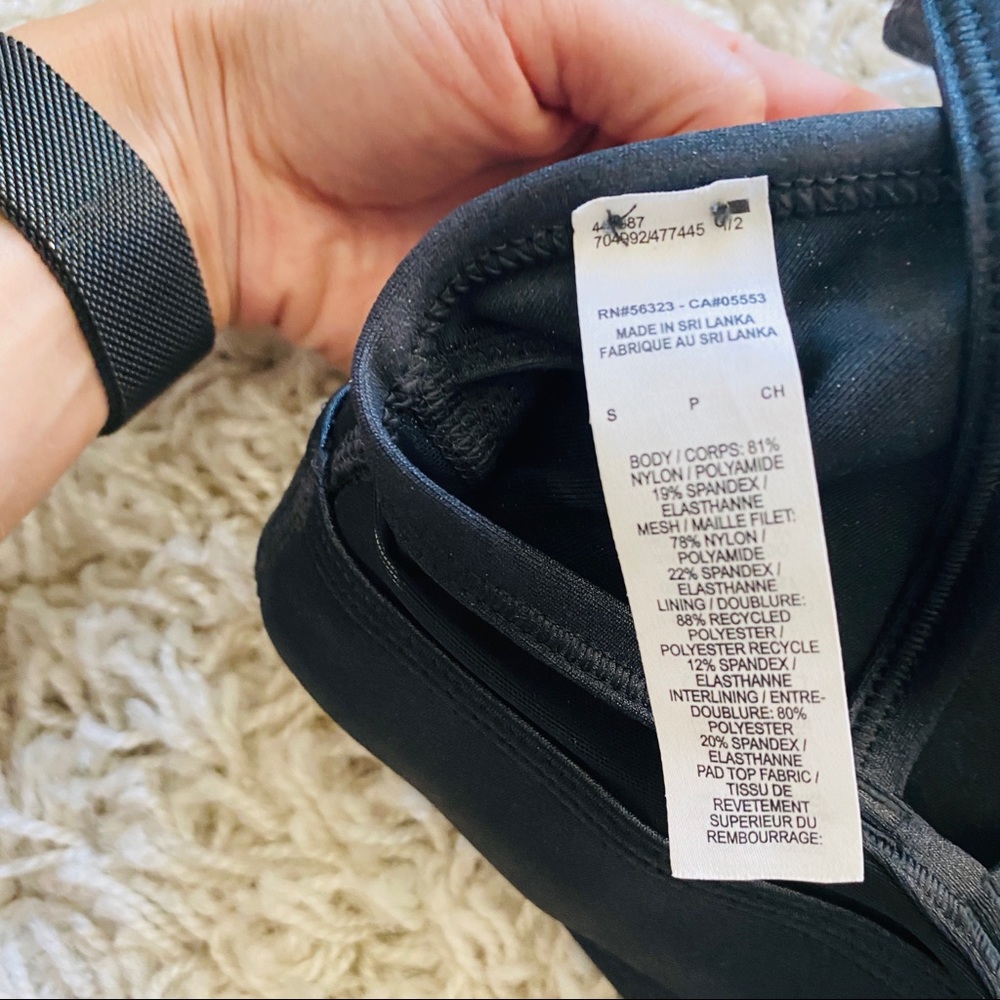 704992/477445 1/2
RN#56323 - CA#05553
MADE IN SRI LANKA
FABRIQUE AU SRI LANKA
S P CH
BODY / CORPS: 81%
NYLON / POLYAMIDE
19% SPANDEX /
ELASTHANNE
MESH / MAILLE FILET:
78% NYLON /
POLYAMIDE
22% SPANDEX /
ELASTHANNE
LINING / DOUBLURE:
88% RECYCLED
POLYESTER /
POLYESTER RECYCLE
12% SPANDEX /
ELASTHANNE
INTERLINING / ENTRE-
DOUBLURE: 80%
POLYESTER
20% SPANDEX /
ELASTHANNE
PAD TOP FABRIC /
TISSU DE
REVETEMENT
SUPERIEUR DU
REMBOURRAGE: